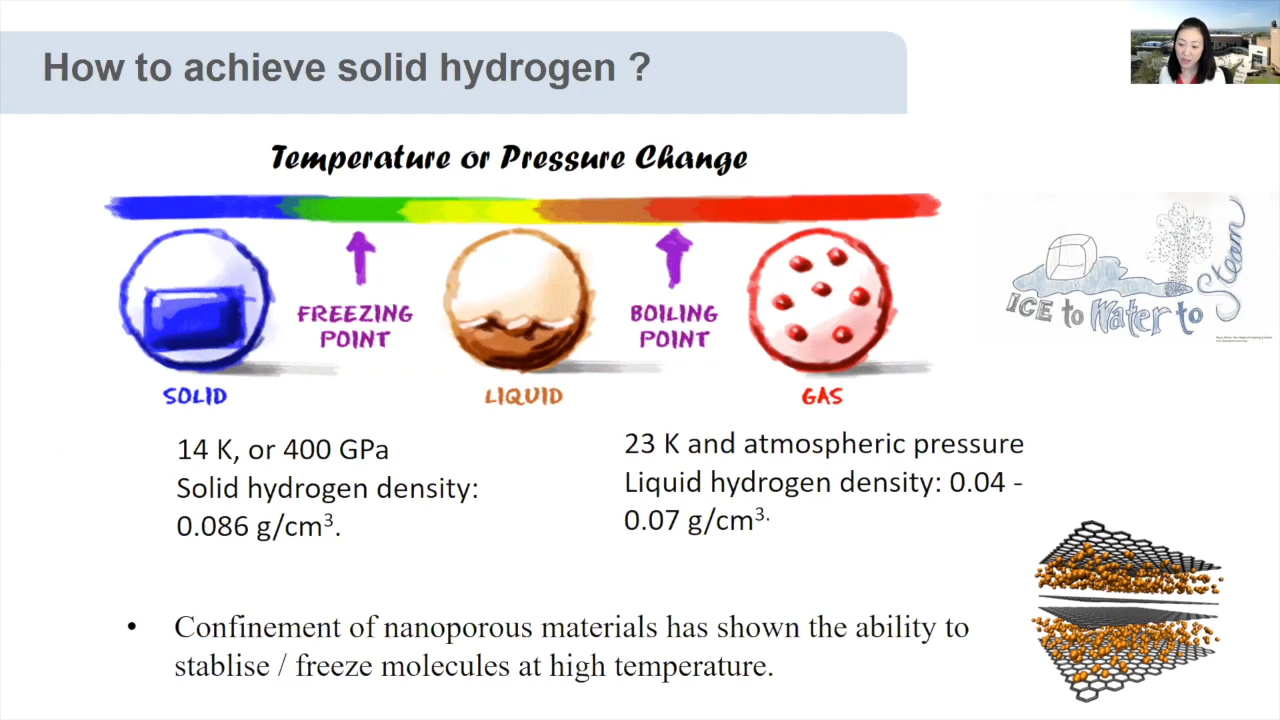 How to achieve solid hydrogen ?
Temperature or Pressure Change
FREEZING
POINT
BOILING
POINT
SOLID
LIQUID
GAS
ICE to Water to Steam
14 K, or 400 GPa
Solid hydrogen density:
0.086 g/cm³.
23 K and atmospheric pressure
Liquid hydrogen density: 0.04 -
0.07 g/cm³.
• Confinement of nanoporous materials has shown the ability to
stablise / freeze molecules at high temperature.